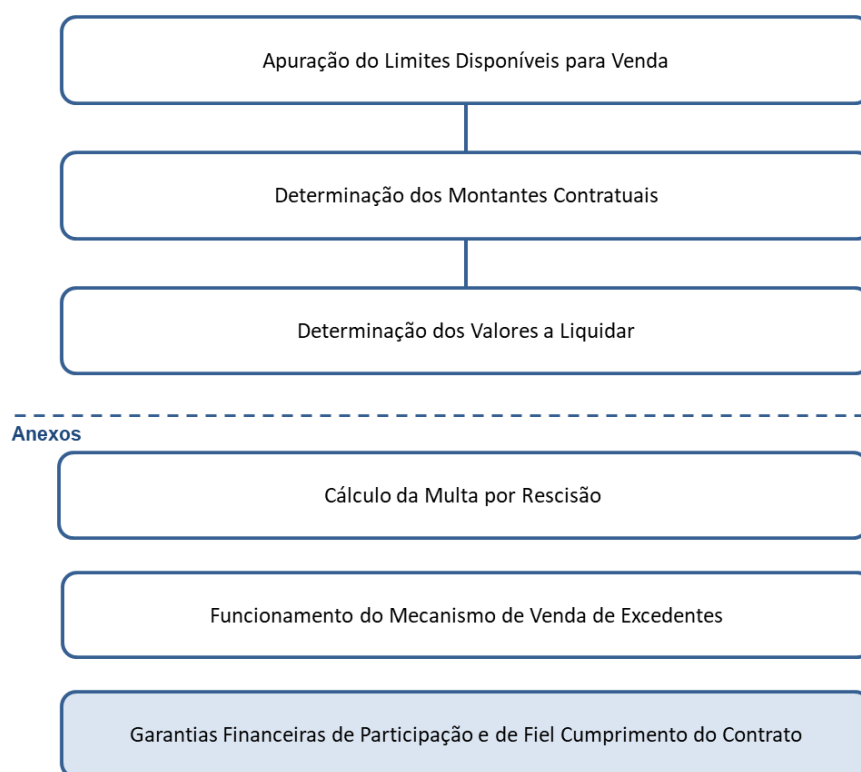 Apuração do Limites Disponíveis para Venda
Determinação dos Montantes Contratuais
Determinação dos Valores a Liquidar
Anexos
Cálculo da Multa por Rescisão
Funcionamento do Mecanismo de Venda de Excedentes
Garantias Financeiras de Participação e de Fiel Cumprimento do Contrato